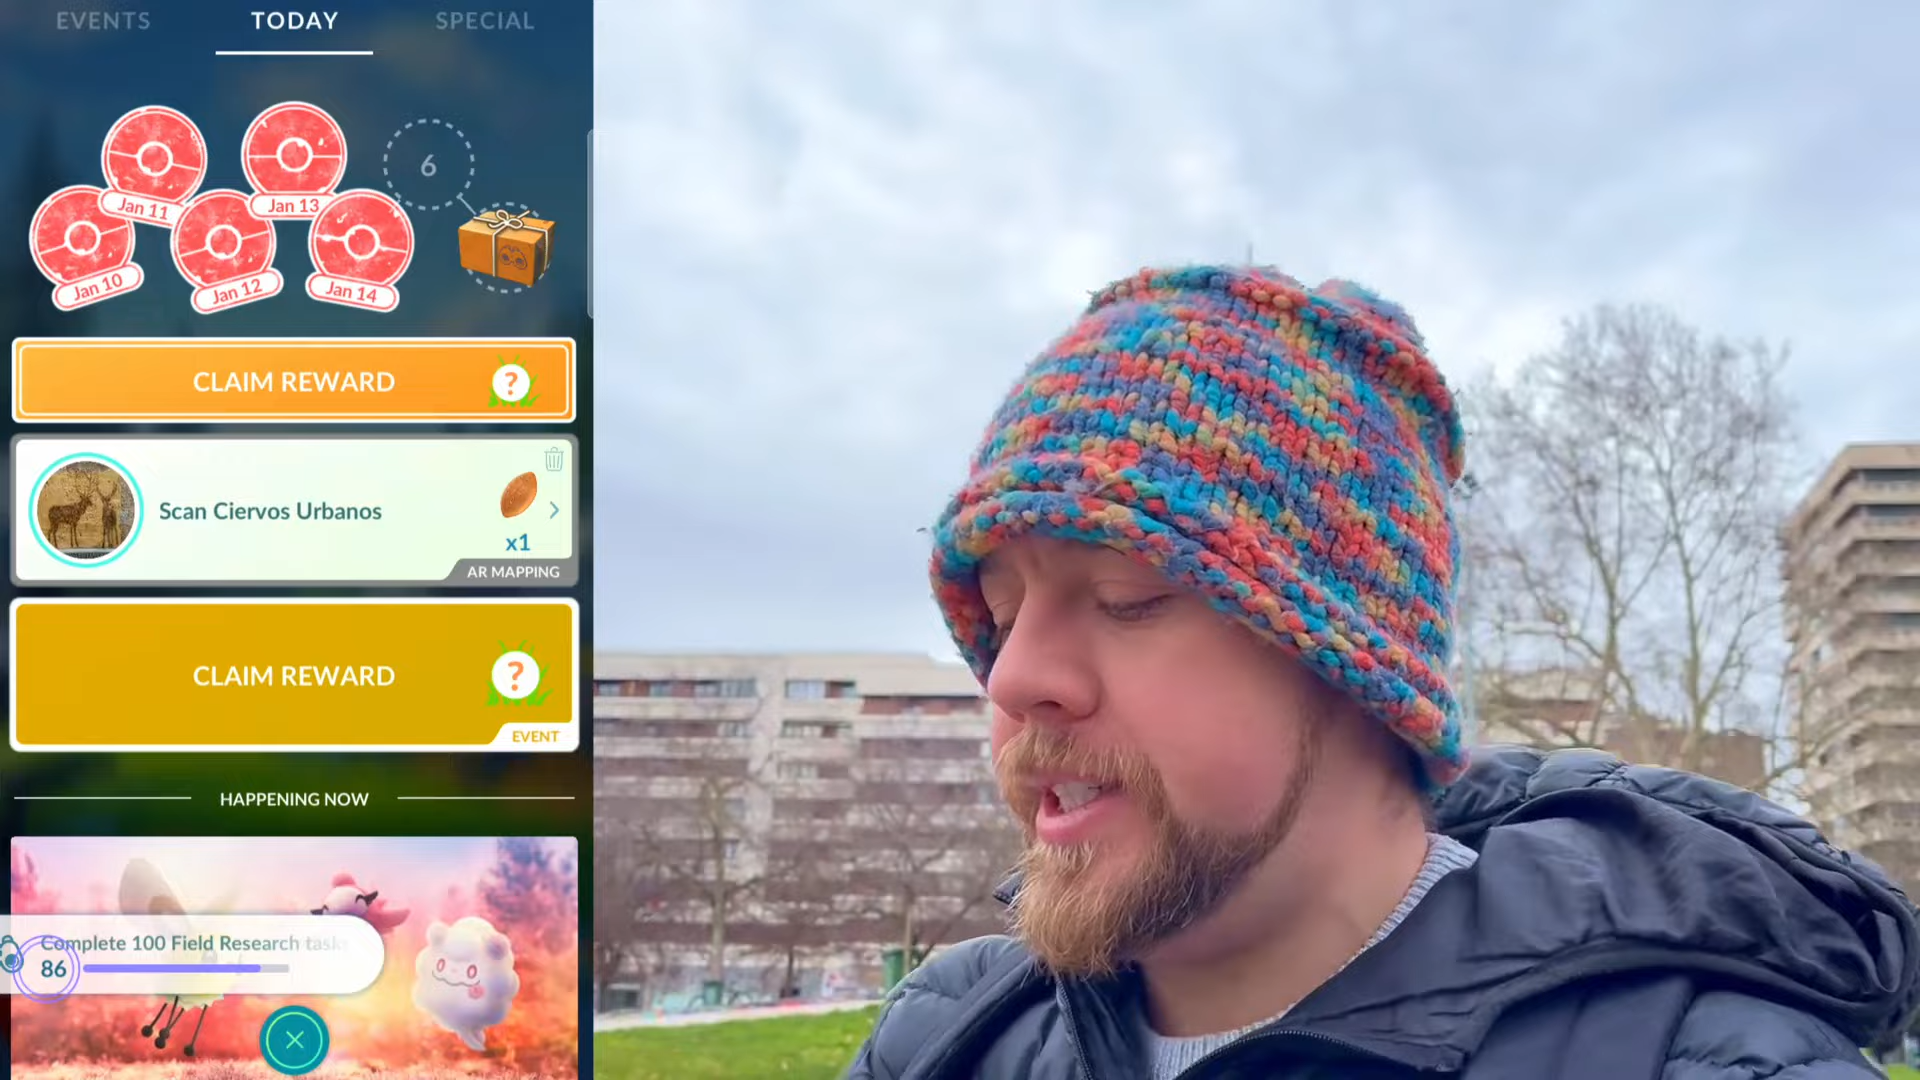 EVENTS
TODAY
SPECIAL
Jan 11
Jan 13
6
Jan 10
Jan 12
Jan 14
CLAIM REWARD
?
Scan Ciervos Urbanos
x1
AR MAPPING
CLAIM REWARD
?
EVENT
HAPPENING NOW
Complete 100 Field Research tasks
86